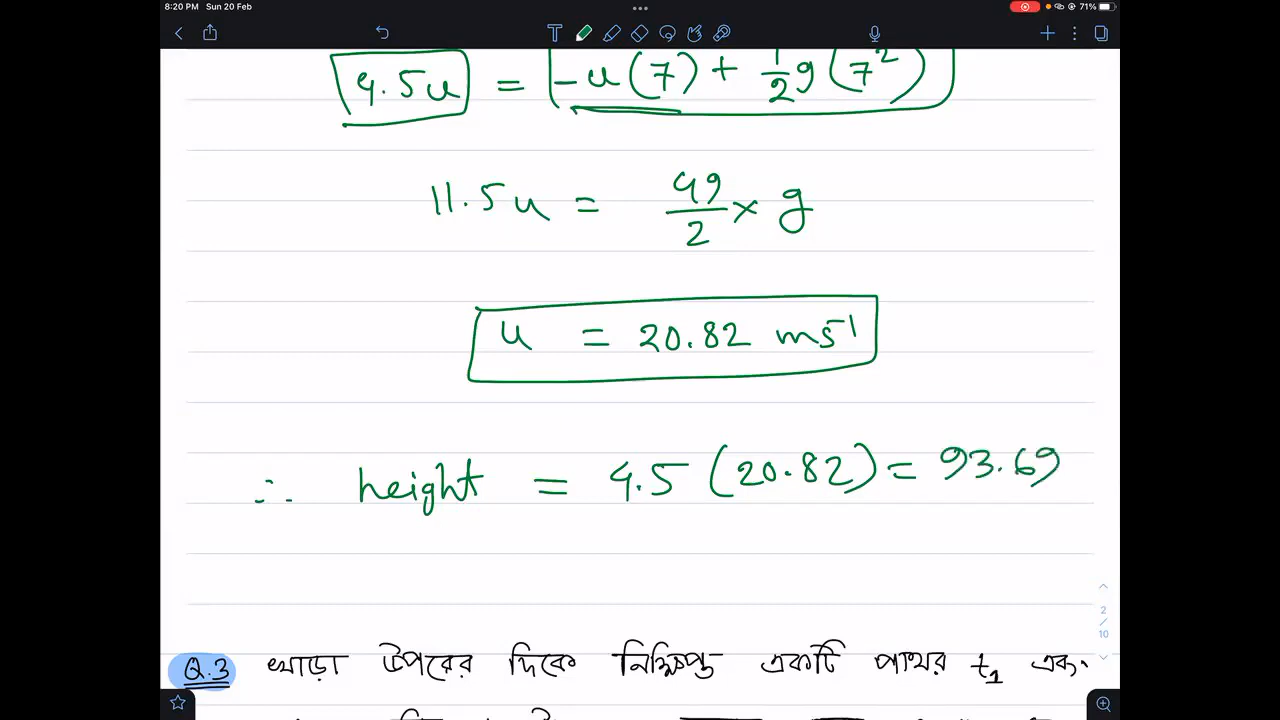 8:20 PM Sun 20 Feb
71%
4.5u = -u(7) + 1/2 g(7²)
11.5u = 49/2 × g
u = 20.82 ms⁻¹
∴ height = 4.5 (20.82) = 93.69
2 / 10
Q.3 খাড়া উপরের দিকে নিক্ষিপ্ত একটি পাথর t₁ এক